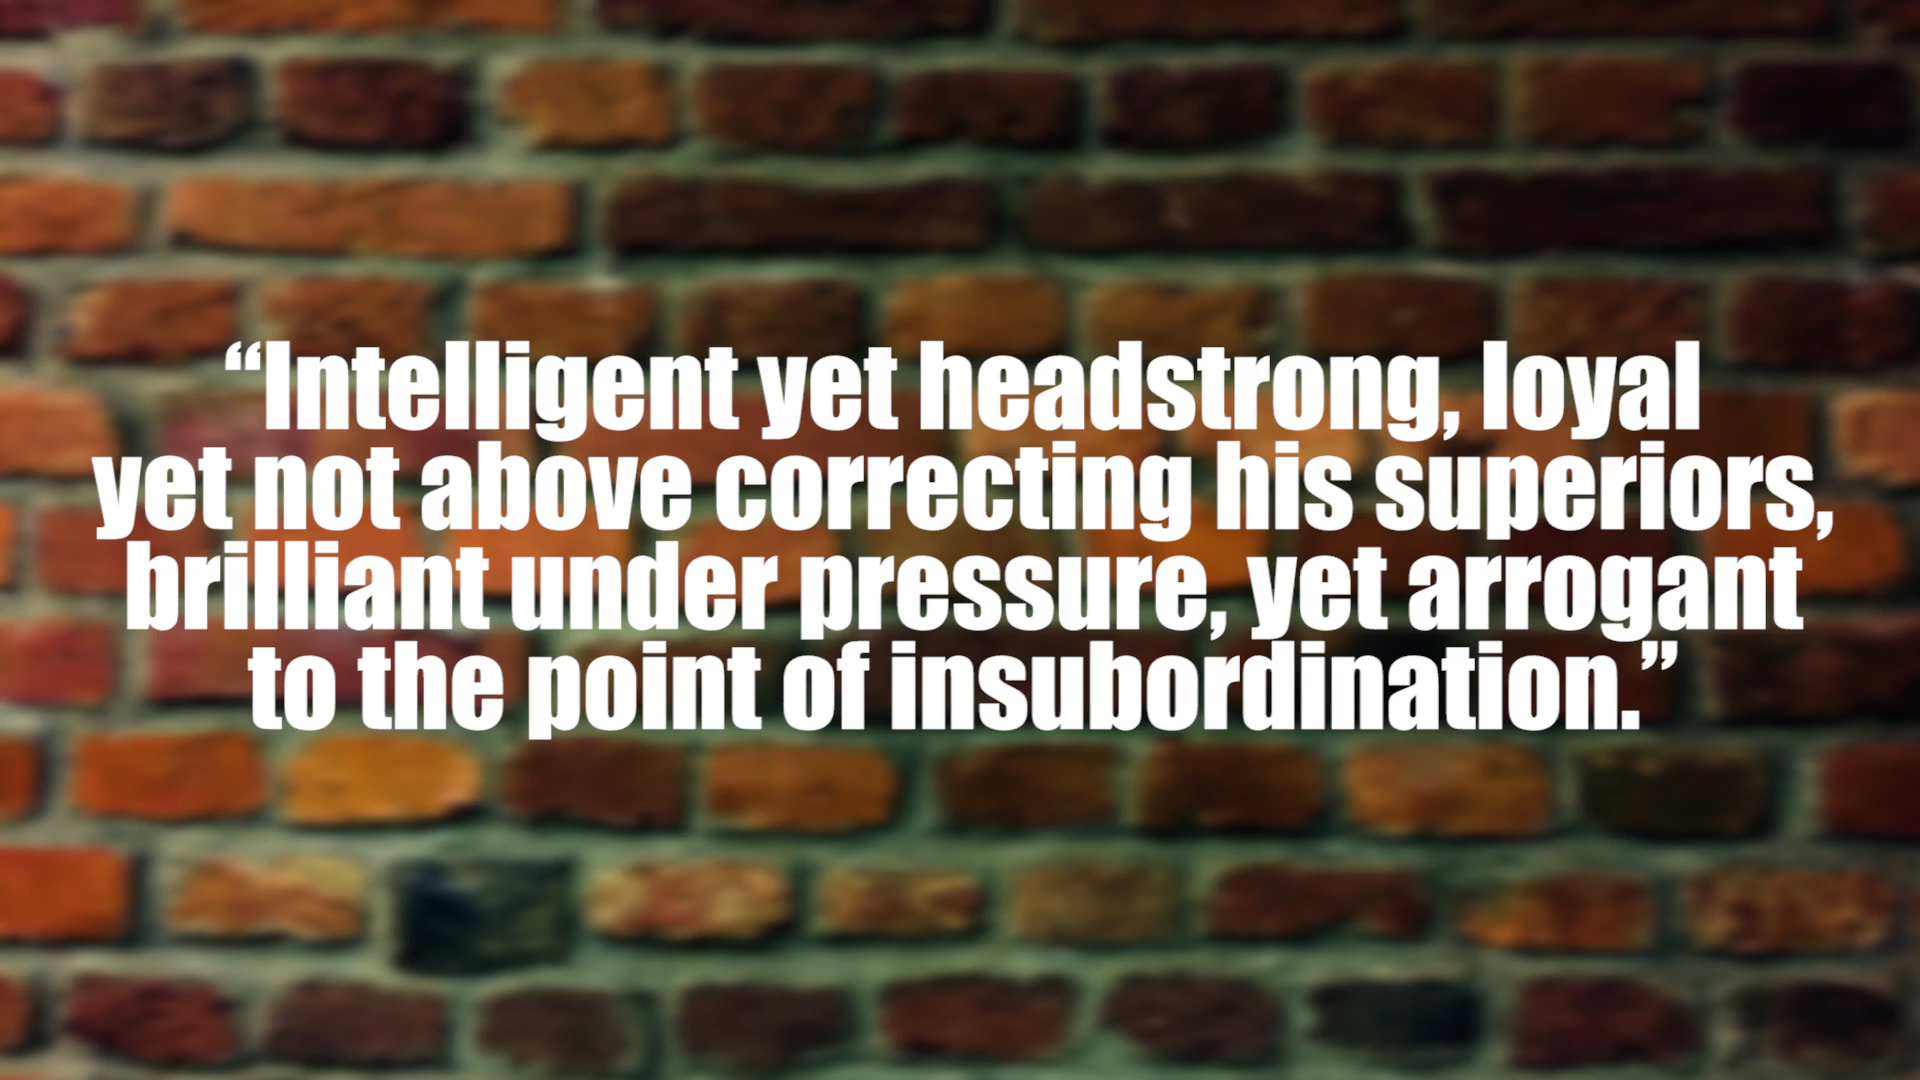 “Intelligent yet headstrong, loyal
yet not above correcting his superiors,
brilliant under pressure, yet arrogant
to the point of insubordination.”